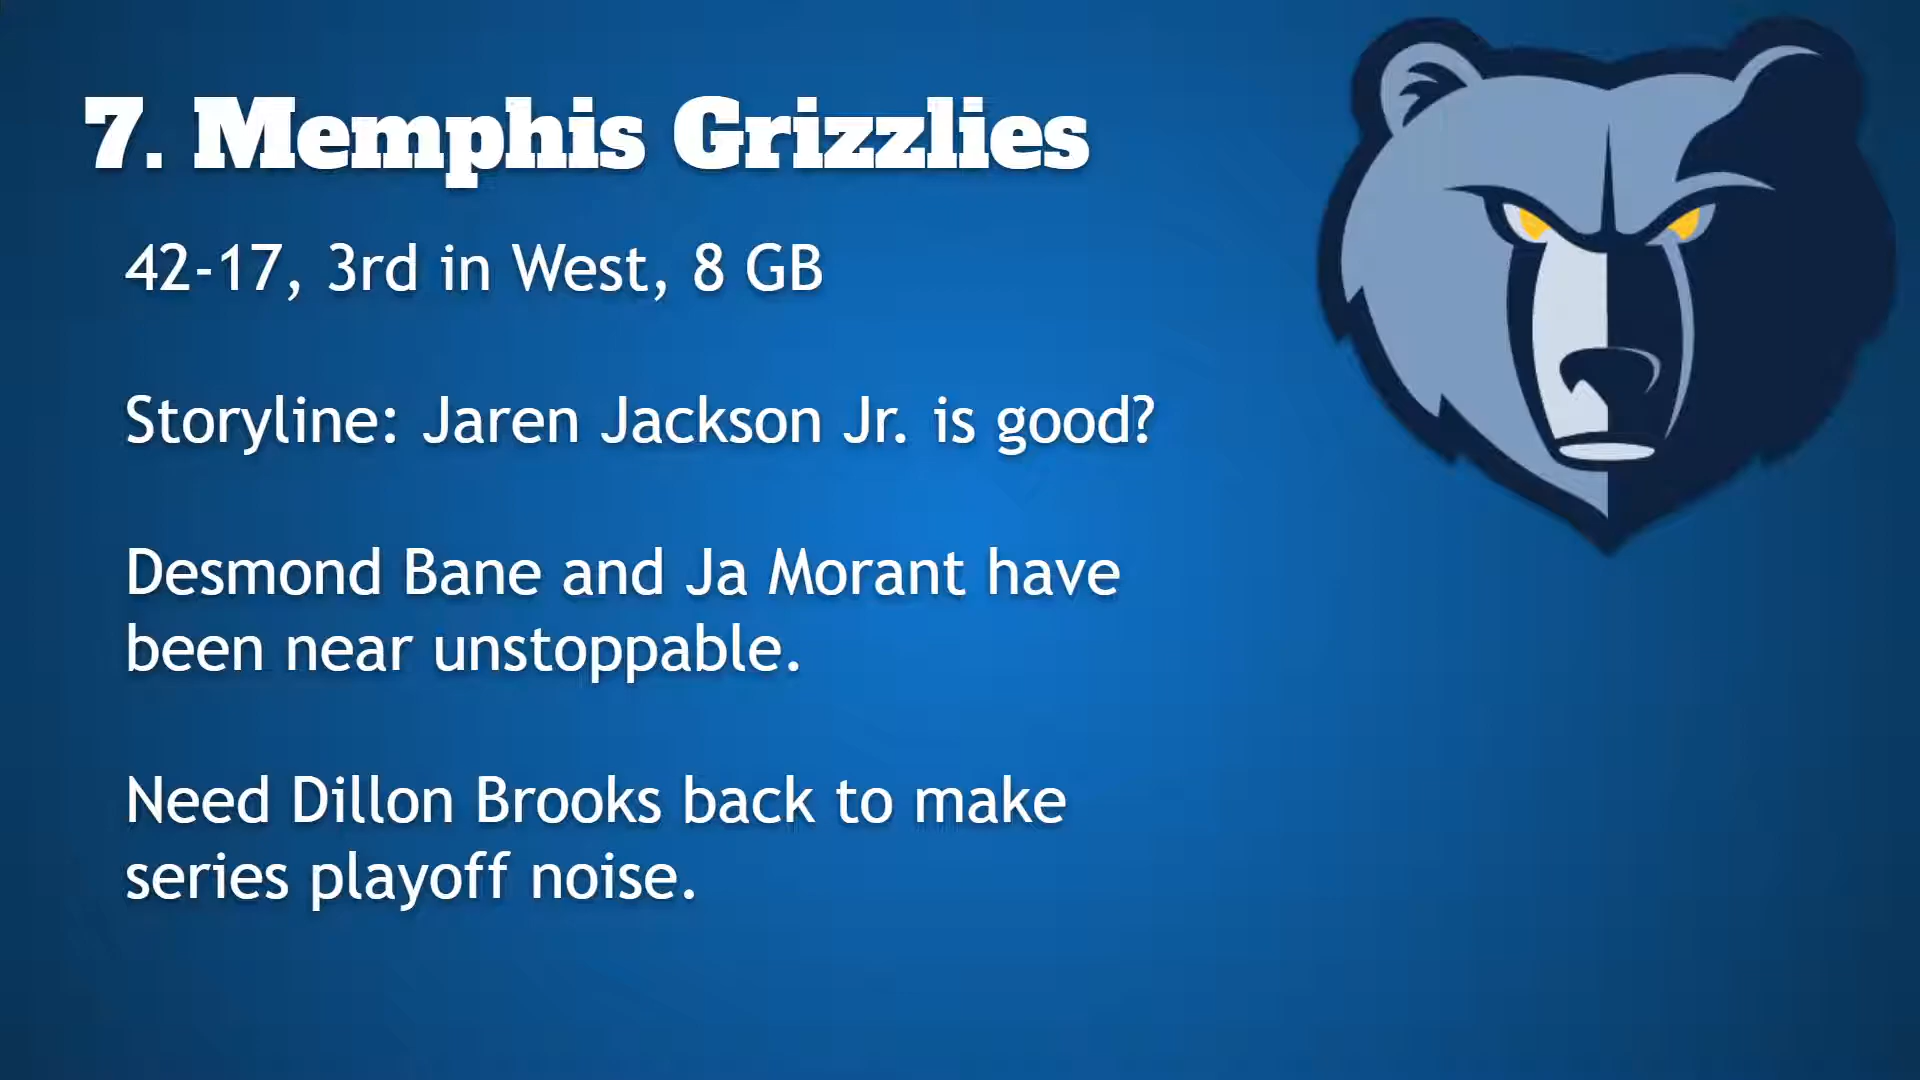 7. Memphis Grizzlies
42-17, 3rd in West, 8 GB
Storyline: Jaren Jackson Jr. is good?
Desmond Bane and Ja Morant have
been near unstoppable.
Need Dillon Brooks back to make
series playoff noise.